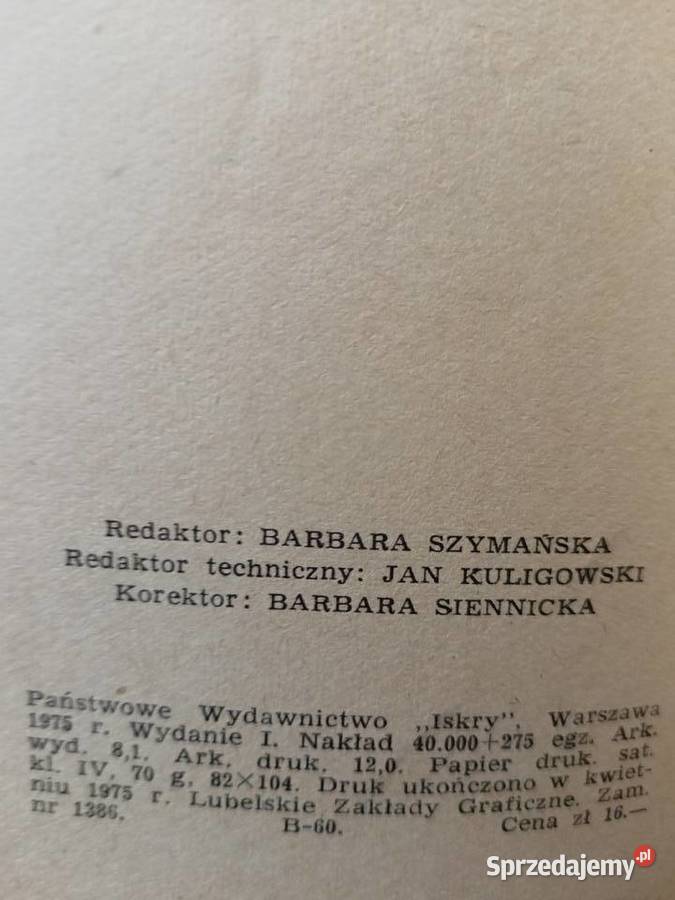 Redaktor: BARBARA SZYMAŃSKA
Redaktor techniczny: JAN KULIGOWSKI
Korektor: BARBARA SIENNICKA
Państwowe Wydawnictwo „Iskry”, Warszawa
1975 r. Wydanie I. Nakład 40.000+275 egz. Ark.
wyd. 8,1. Ark. druk. 12,0. Papier druk. sat.
kl. IV, 70 g, 82×104. Druk ukończono w kwiet-
niu 1975 r. Lubelskie Zakłady Graficzne. Zam.
nr 1386. B-60. Cena zł 16.—
Sprzedajemy.pl